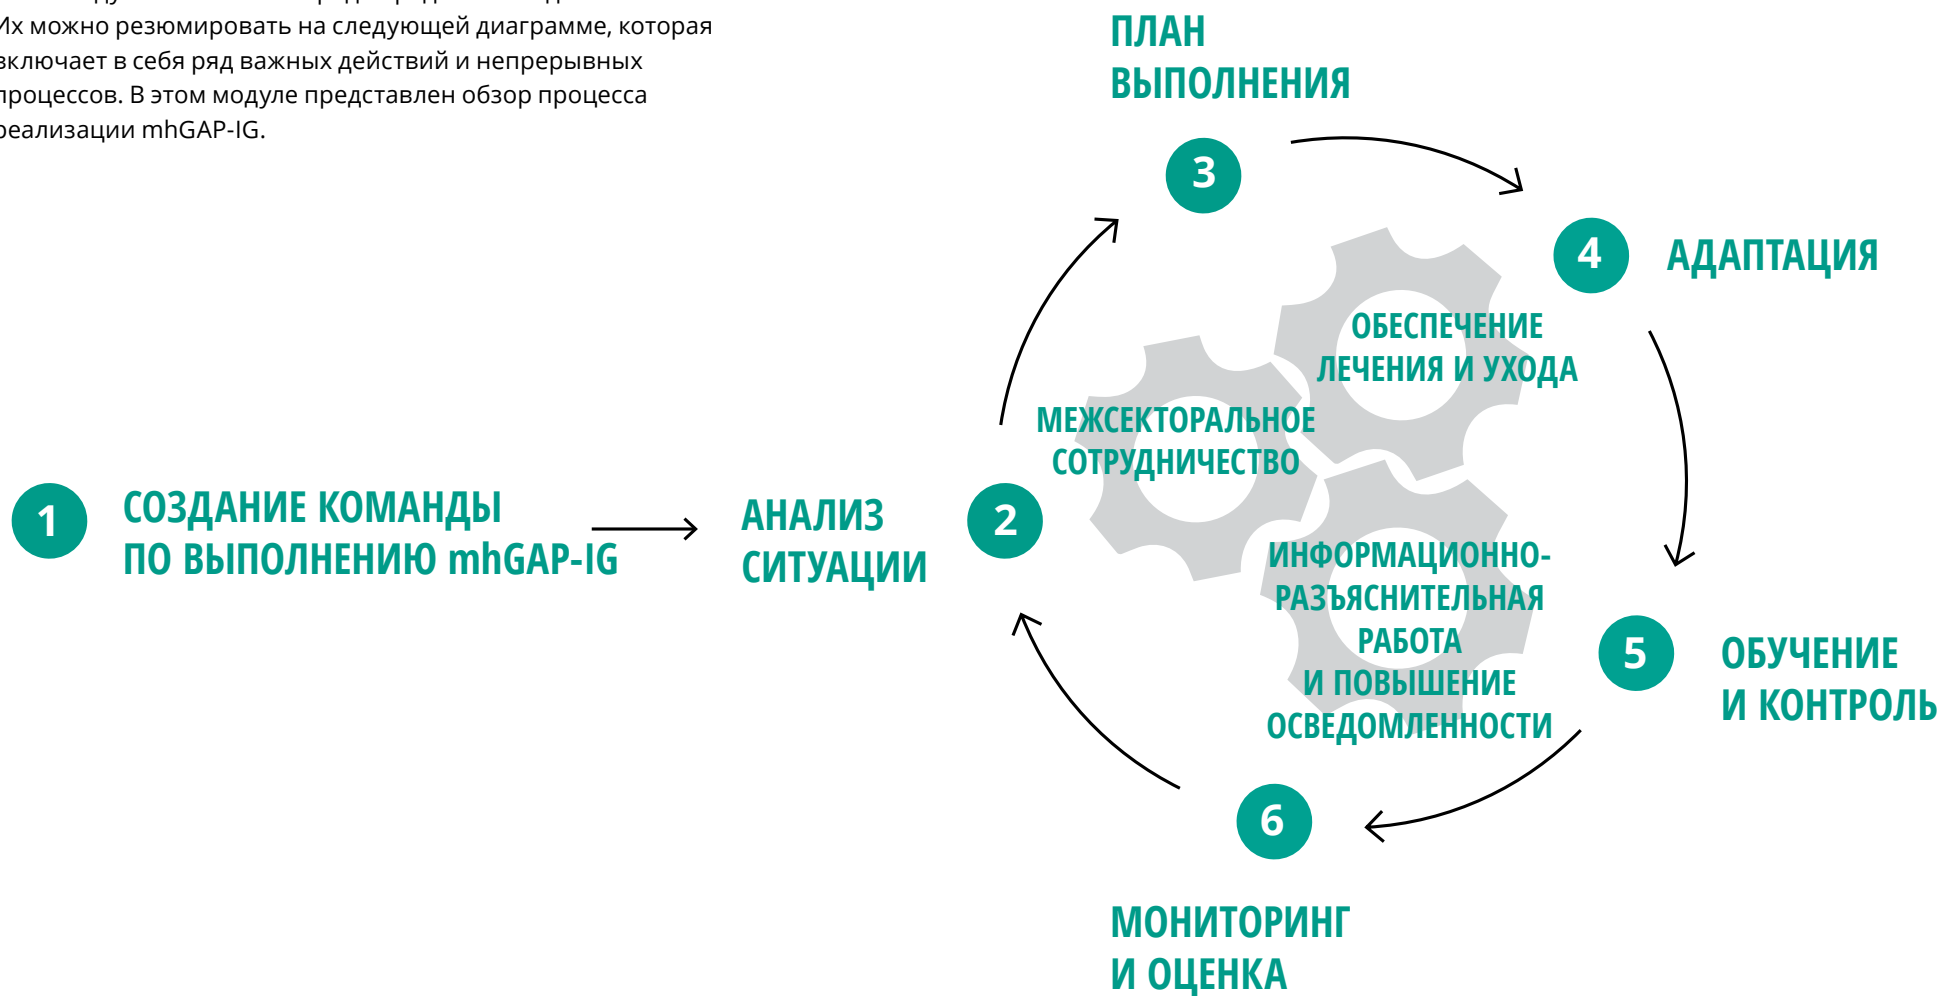 Их можно резюмировать на следующей диаграмме, которая
включает в себя ряд важных действий и непрерывных
процессов. В этом модуле представлен обзор процесса
реализации mhGAP-IG.
1
СОЗДАНИЕ КОМАНДЫ
ПО ВЫПОЛНЕНИЮ mhGAP-IG
АНАЛИЗ
СИТУАЦИИ
2
ПЛАН
ВЫПОЛНЕНИЯ
3
4
АДАПТАЦИЯ
ОБЕСПЕЧЕНИЕ
ЛЕЧЕНИЯ И УХОДА
МЕЖСЕКТОРАЛЬНОЕ
СОТРУДНИЧЕСТВО
ИНФОРМАЦИОННО-
РАЗЪЯСНИТЕЛЬНАЯ
РАБОТА
И ПОВЫШЕНИЕ
ОСВЕДОМЛЕННОСТИ
5
ОБУЧЕНИЕ
И КОНТРОЛЬ
6
МОНИТОРИНГ
И ОЦЕНКА